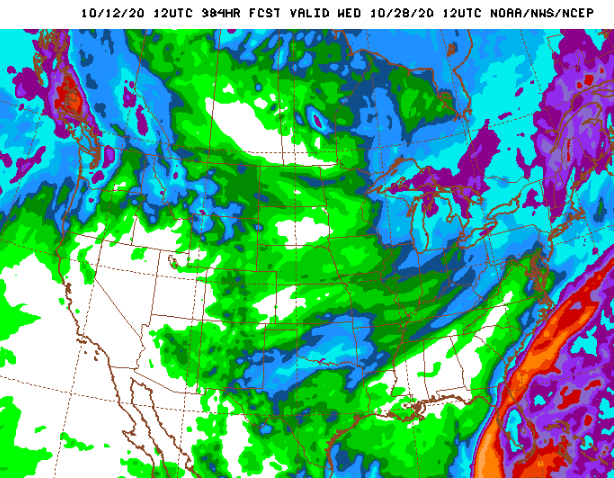 10/12/20 12UTC 384HR FCST VALID WED 10/28/20 12UTC NOAA/NWS/NCEP